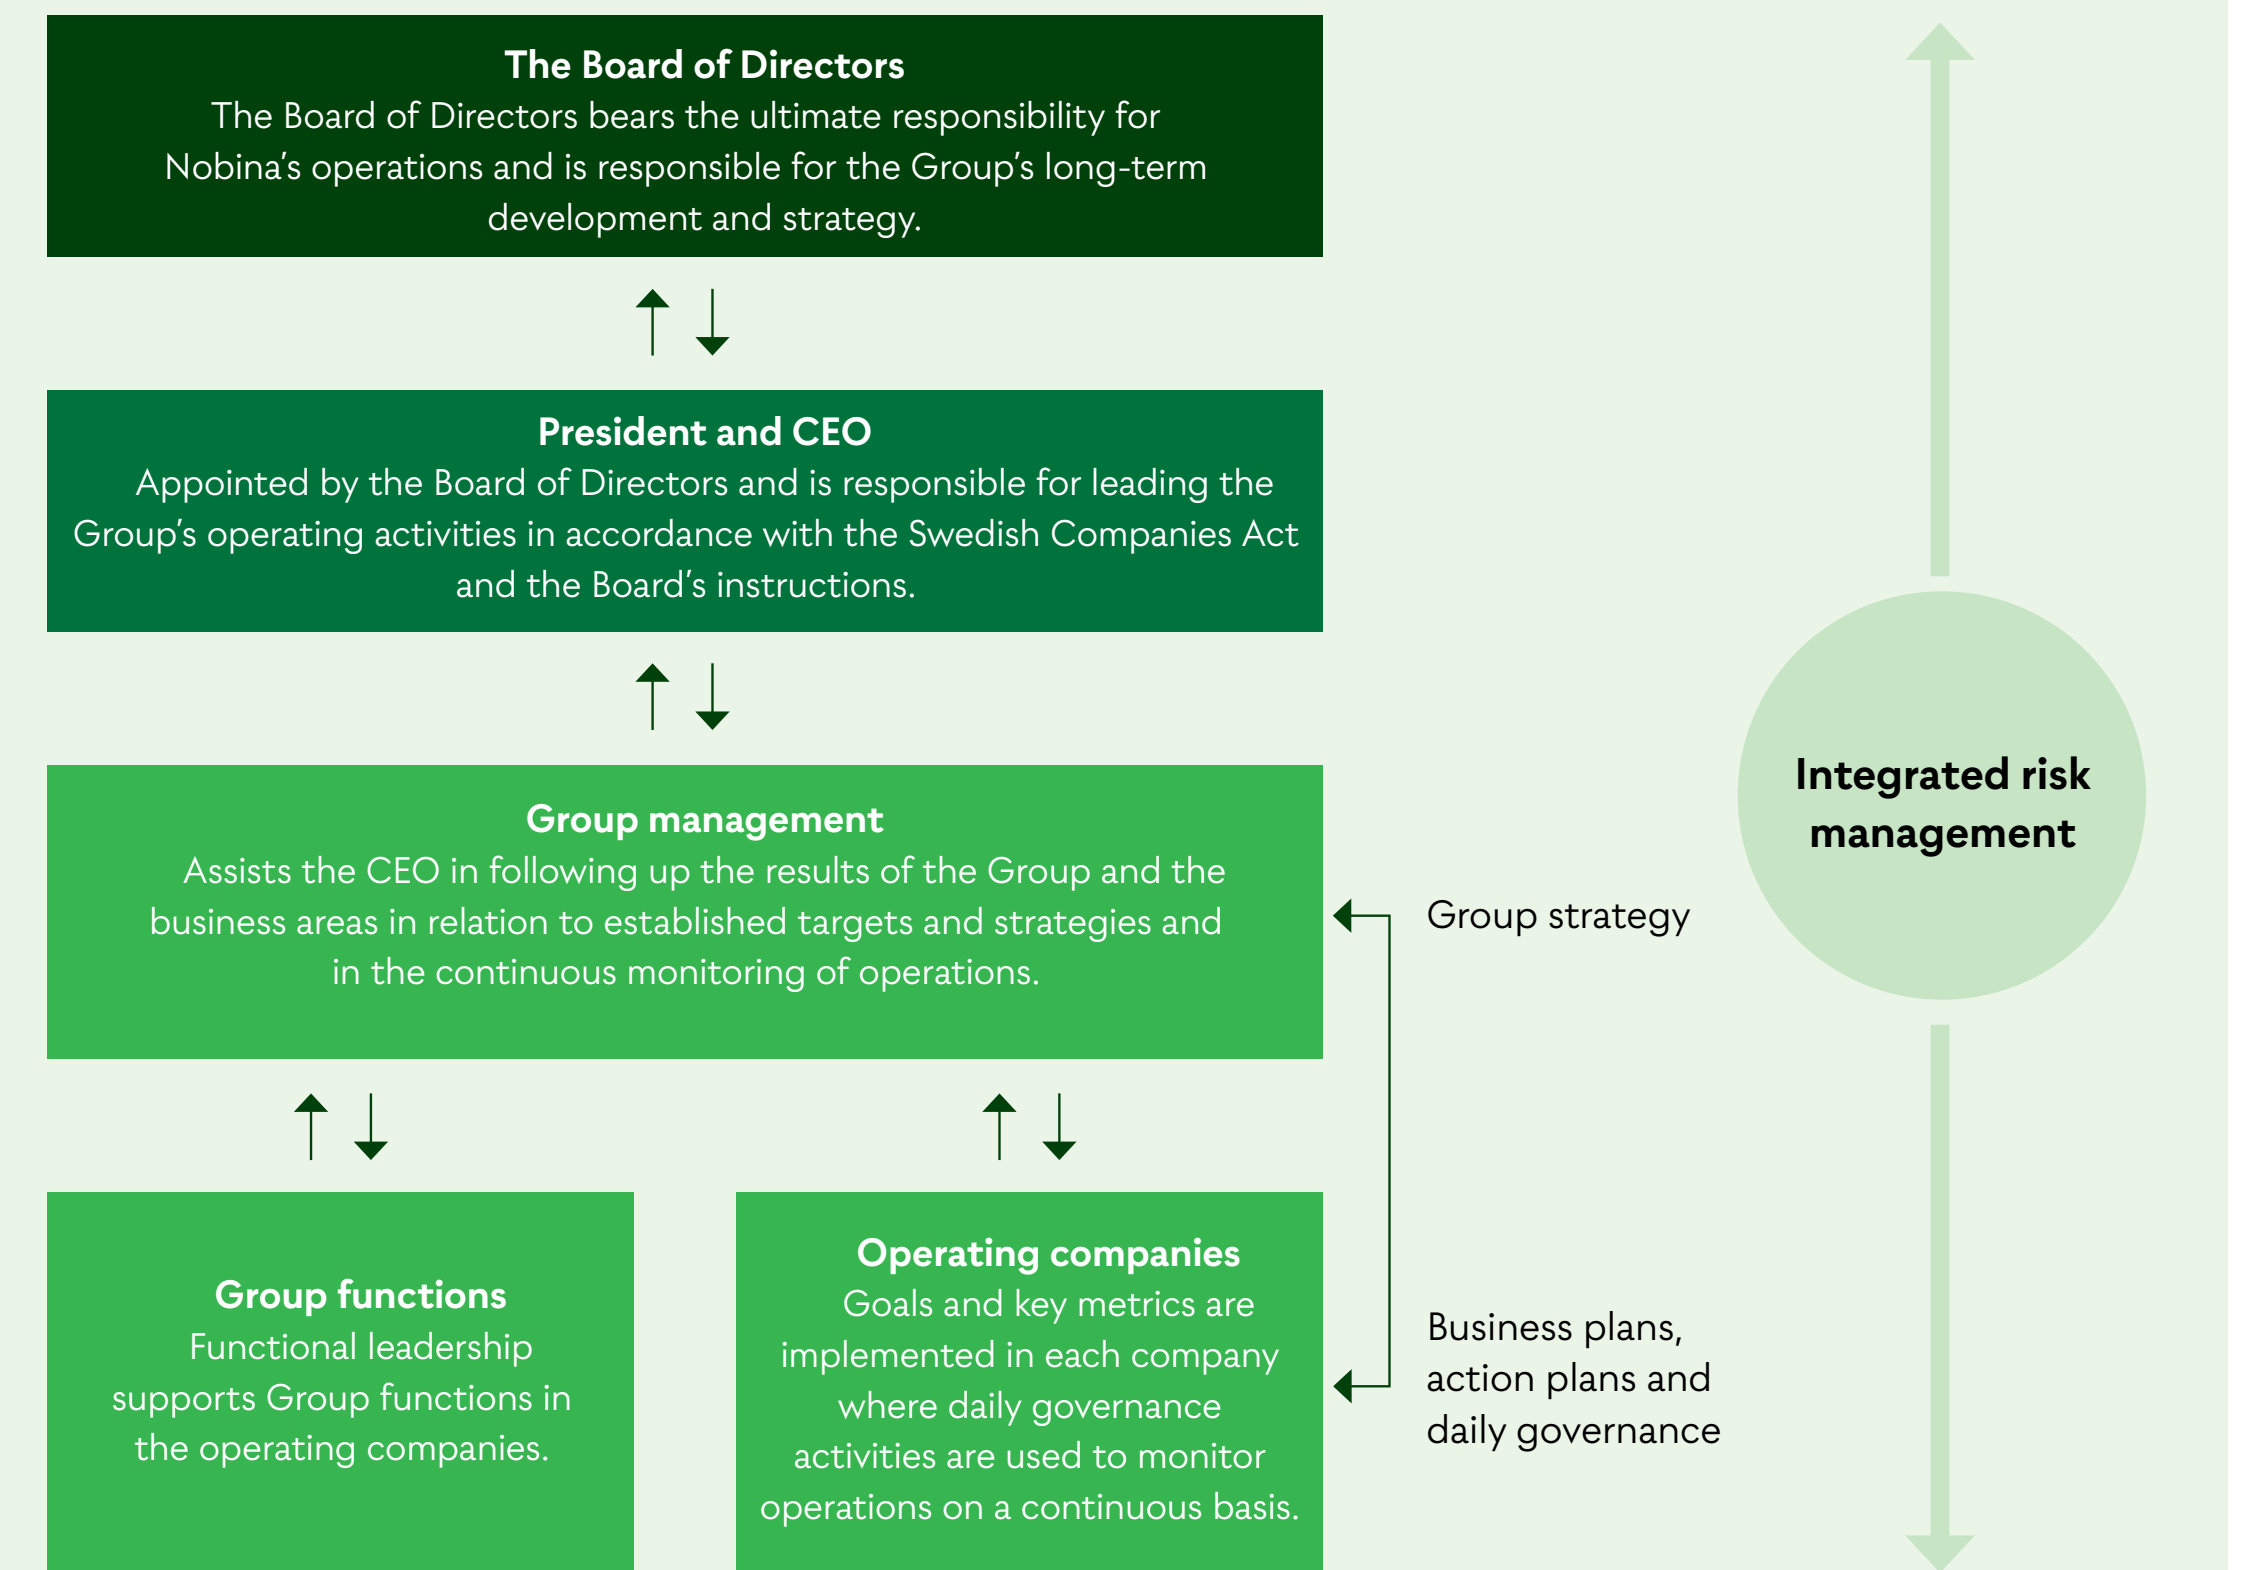 The Board of Directors
The Board of Directors bears the ultimate responsibility for
Nobina’s operations and is responsible for the Group’s long-term
development and strategy.
President and CEO
Appointed by the Board of Directors and is responsible for leading the
Group’s operating activities in accordance with the Swedish Companies Act
and the Board’s instructions.
Group management
Assists the CEO in following up the results of the Group and the
business areas in relation to established targets and strategies and
in the continuous monitoring of operations.
Group strategy
Integrated risk
management
Group functions
Functional leadership
supports Group functions in
the operating companies.
Operating companies
Goals and key metrics are
implemented in each company
where daily governance
activities are used to monitor
operations on a continuous basis.
Business plans,
action plans and
daily governance